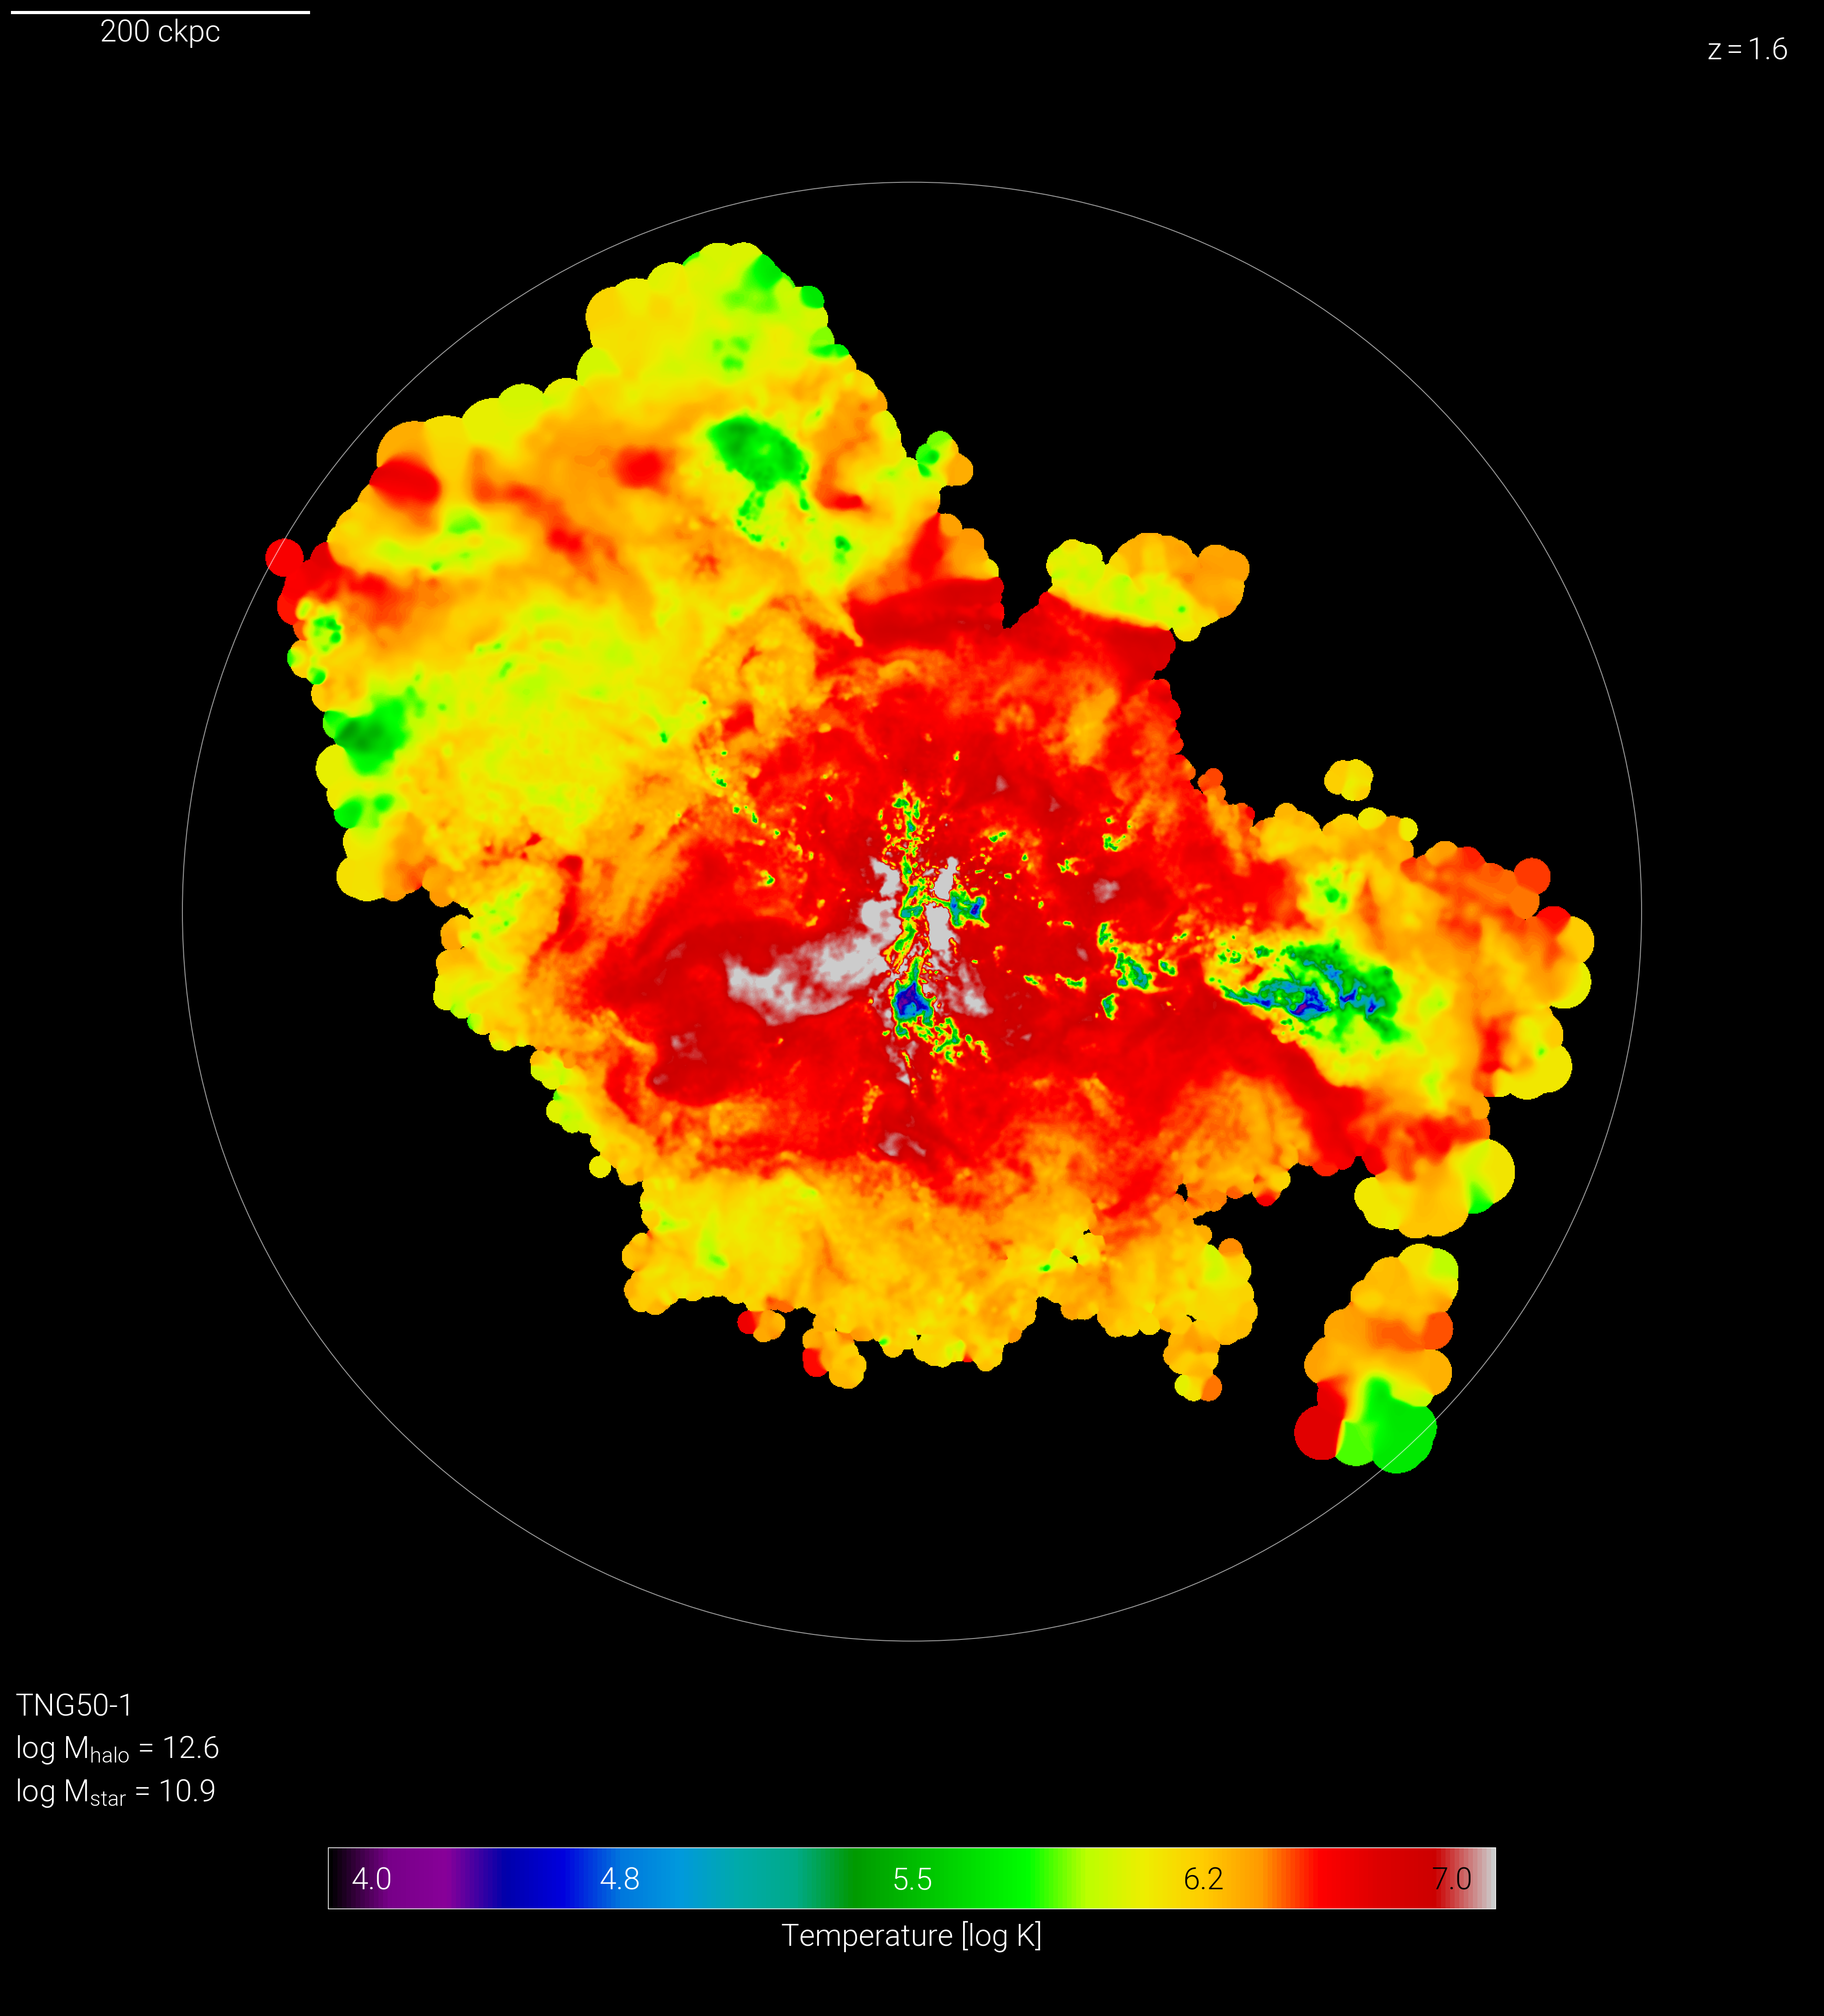 200 ckpc
z = 1.6
TNG50-1
log Mhalo = 12.6
log Mstar = 10.9
4.0 4.8 5.5 6.2 7.0
Temperature [log K]